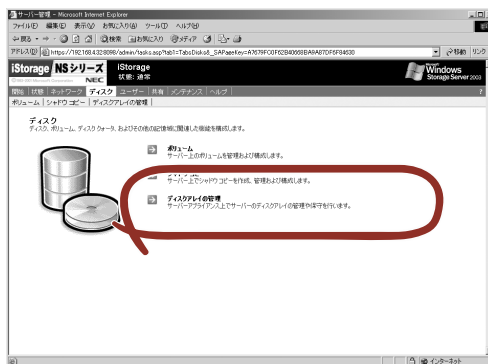 サーバー管理 - Microsoft Internet Explorer
ファイル(F) 編集(E) 表示(V) お気に入り(A) ツール(T) ヘルプ(H)
戻る 検索 お気に入り メディア
アドレス(D) 移動 リンク
iStorage NSシリーズ
NEC
iStorage
状態: 通常
Windows
Storage Server 2003
開始 状態 ネットワーク ディスク ユーザー 共有 メンテナンス ヘルプ ?
ボリューム シャドウ コピー ディスクアレイの管理
ディスク
ディスク、ボリューム、ディスク クォータ、およびその他の記憶域に関連した機能を構成します。
ボリューム
サーバー上のボリュームを管理および構成します。
サーバー上でシャドウ コピーを作成、管理および構成します。
ディスクアレイの管理
サーバーアプライアンス上でサーバーのディスクアレイの管理や保守を行います。
インターネット